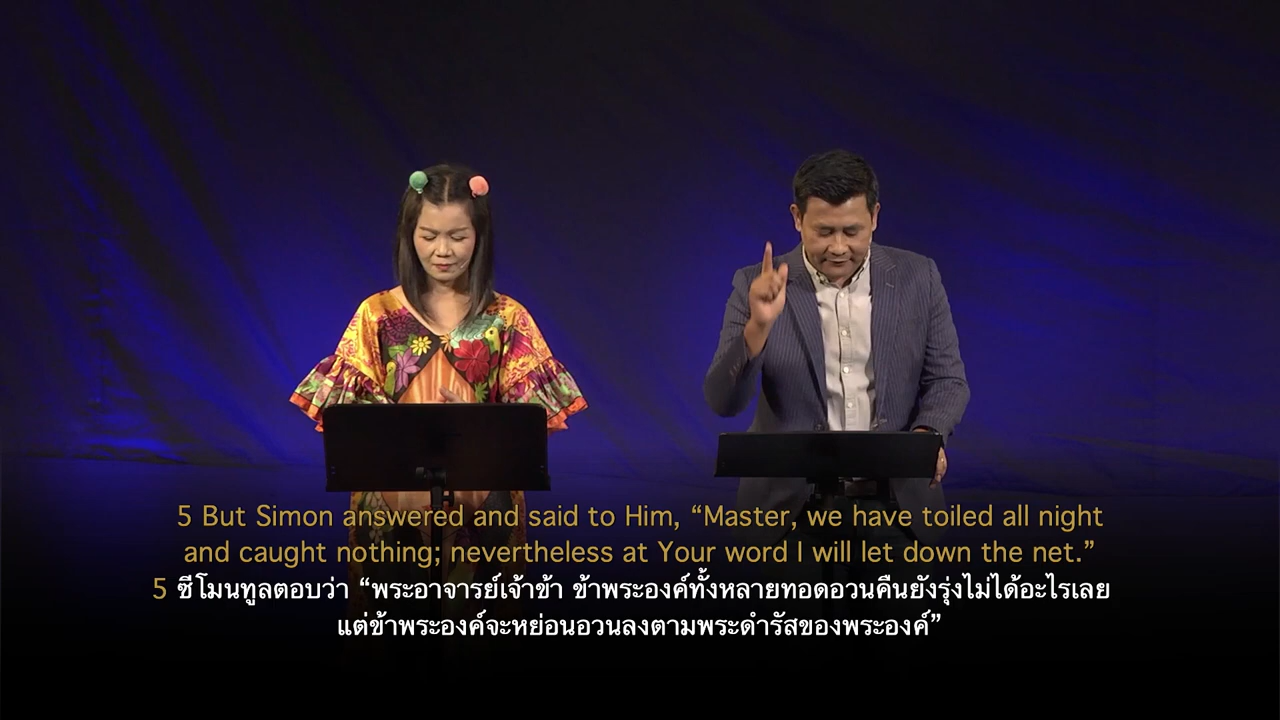 5 But Simon answered and said to Him, “Master, we have toiled all night
and caught nothing; nevertheless at Your word I will let down the net.”
5 ซีโมนทูลตอบว่า “พระอาจารย์เจ้าข้า ข้าพระองค์ทั้งหลายทอดอวนคืนยังรุ่งไม่ได้อะไรเลย
แต่ข้าพระองค์จะหย่อนอวนลงตามพระดำรัสของพระองค์”